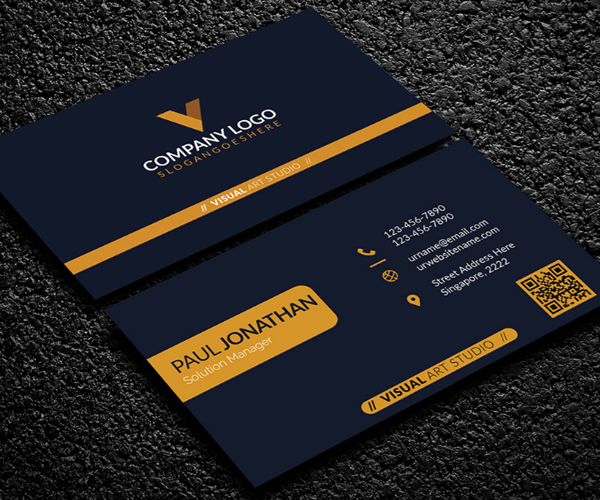 COMPANY LOGO
SLOGANGOESHERE
// VISUAL ART STUDIO //
123-456-7890
123-456-7890
urname@email.com
urwebsitename.com
Street Address Here
Singapore, 2222
PAUL JONATHAN
Solution Manager
// VISUAL ART STUDIO //